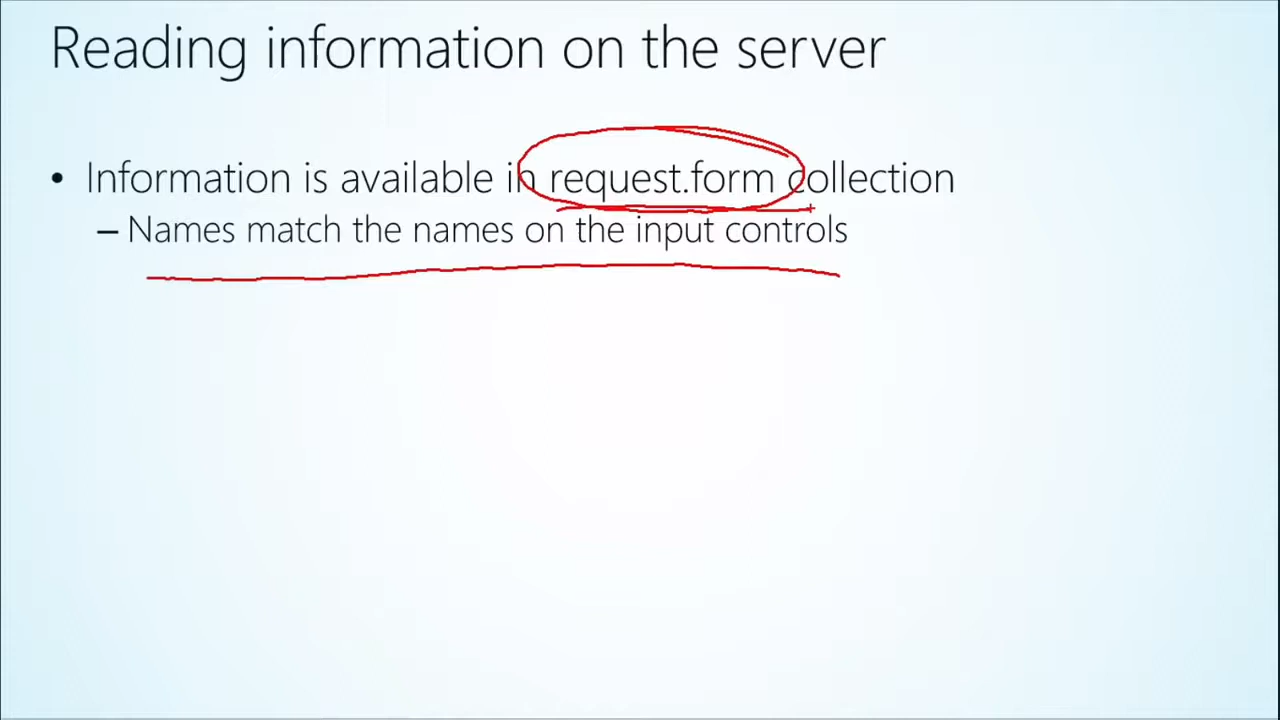 Reading information on the server
• Information is available in request.form collection
– Names match the names on the input controls